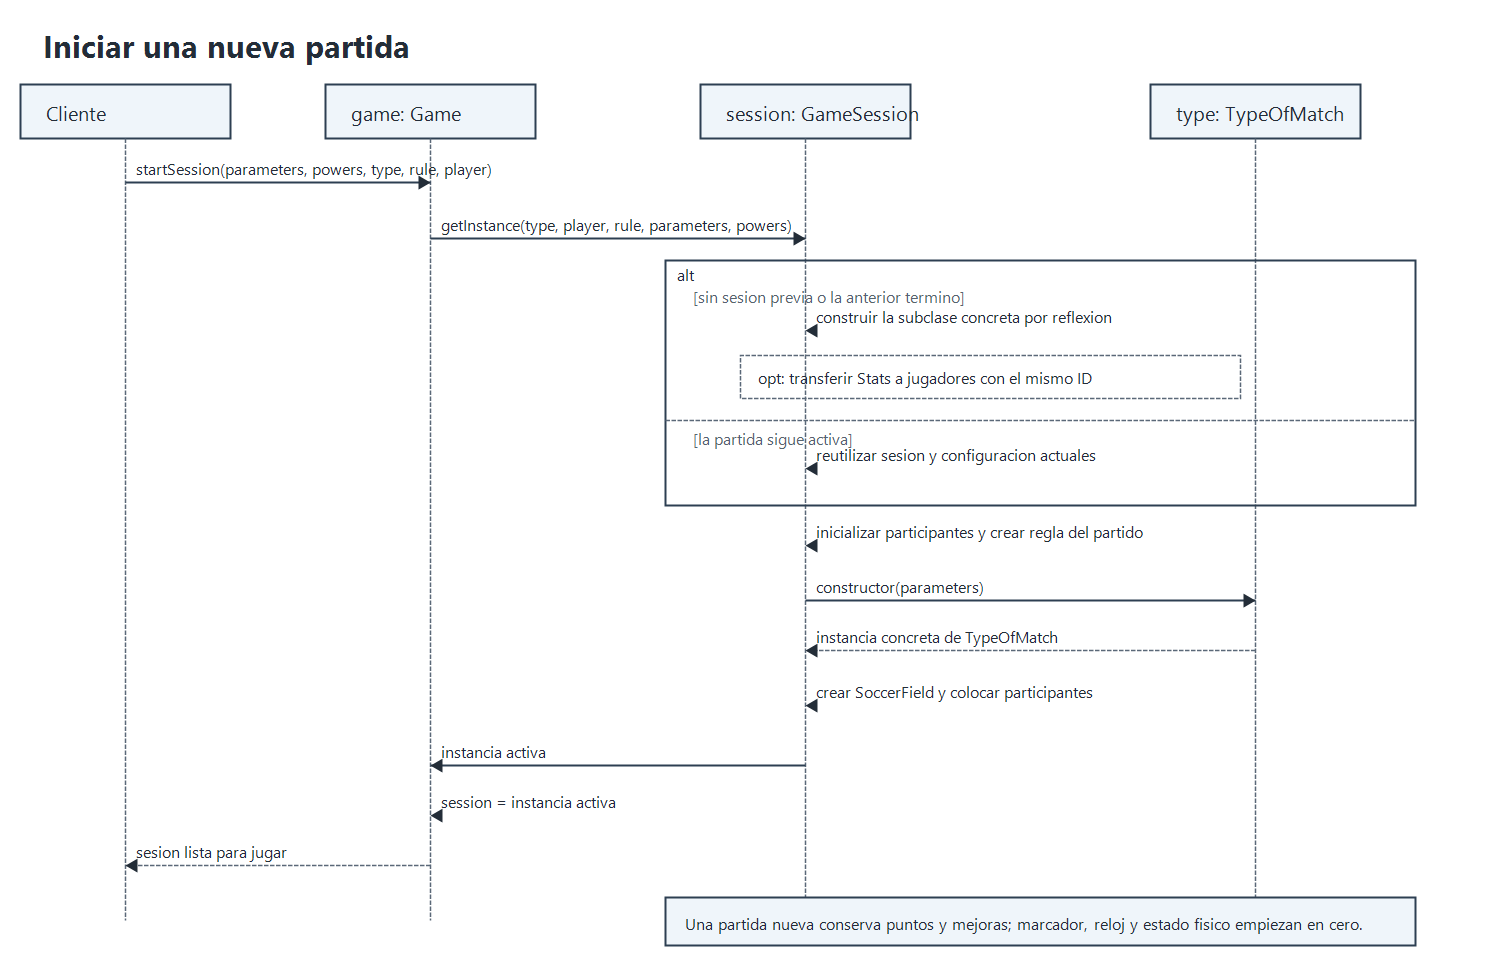 Iniciar una nueva partida
Cliente
game: Game
session: GameSession
type: TypeOfMatch
startSession(parameters, powers, type, rule, player)
getInstance(type, player, rule, parameters, powers)
alt
[sin sesion previa o la anterior termino]
construir la subclase concreta por reflexion
opt: transferir Stats a jugadores con el mismo ID
[la partida sigue activa]
reutilizar sesion y configuracion actuales
inicializar participantes y crear regla del partido
constructor(parameters)
instancia concreta de TypeOfMatch
crear SoccerField y colocar participantes
instancia activa
session = instancia activa
sesion lista para jugar
Una partida nueva conserva puntos y mejoras; marcador, reloj y estado fisico empiezan en cero.